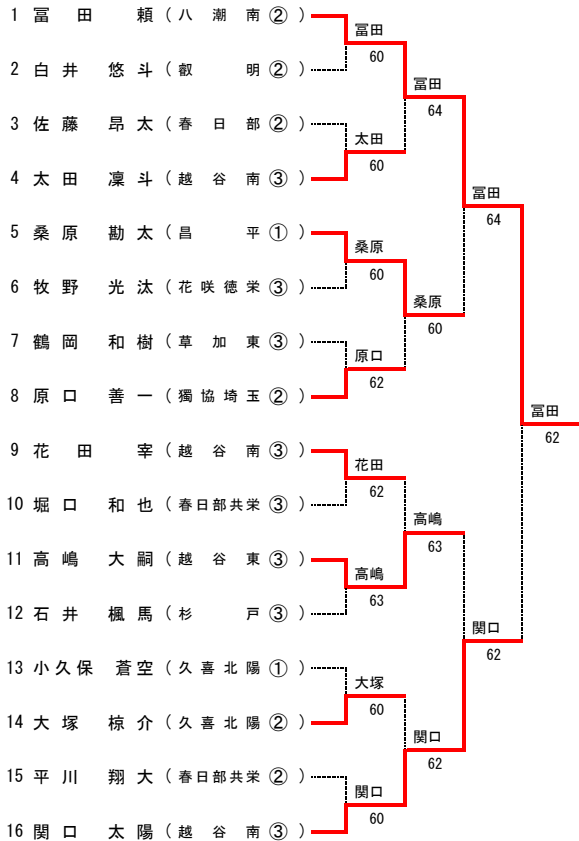 1 冨田 頼 (八潮南②)
冨田
60
2 白井 悠斗 (叡明②)
冨田
64
3 佐藤 昂太 (春日部②)
太田
60
4 太田 凜斗 (越谷南③)
冨田
64
5 桑原 勘太 (昌平①)
桑原
60
6 牧野 光汰 (花咲徳栄③)
桑原
60
7 鶴岡 和樹 (草加東③)
原口
62
8 原口 善一 (獨協埼玉②)
冨田
62
9 花田 宰 (越谷南③)
花田
62
10 堀口 和也 (春日部共栄③)
高嶋
63
11 高嶋 大嗣 (越谷東③)
高嶋
63
12 石井 楓馬 (杉戸③)
関口
62
13 小久保 蒼空 (久喜北陽①)
大塚
60
14 大塚 椋介 (久喜北陽②)
関口
62
15 平川 翔大 (春日部共栄②)
関口
60
16 関口 太陽 (越谷南③)